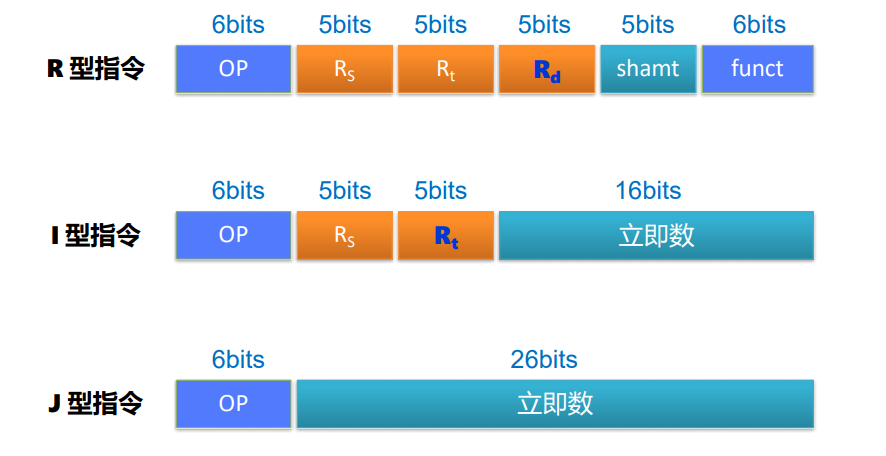 6bits 5bits 5bits 5bits 5bits 6bits
R 型指令 OP RS Rt Rd shamt funct
6bits 5bits 5bits 16bits
I 型指令 OP RS Rt 立即数
6bits 26bits
J 型指令 OP 立即数